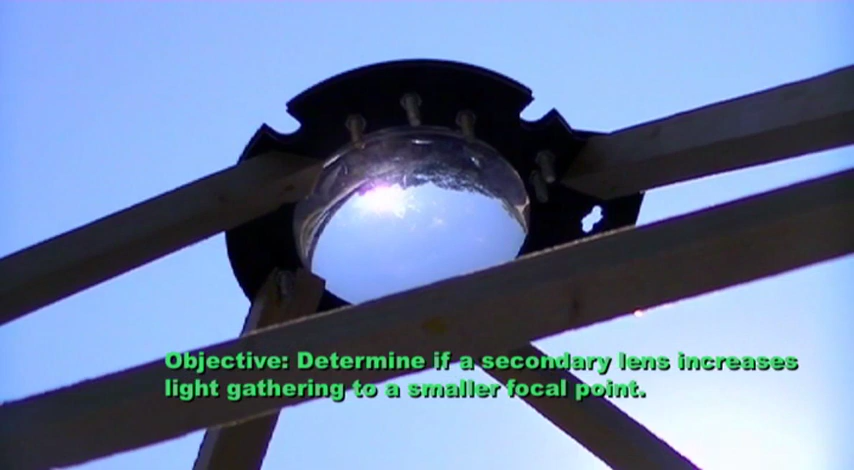 Objective: Determine if a secondary lens increases
light gathering to a smaller focal point.